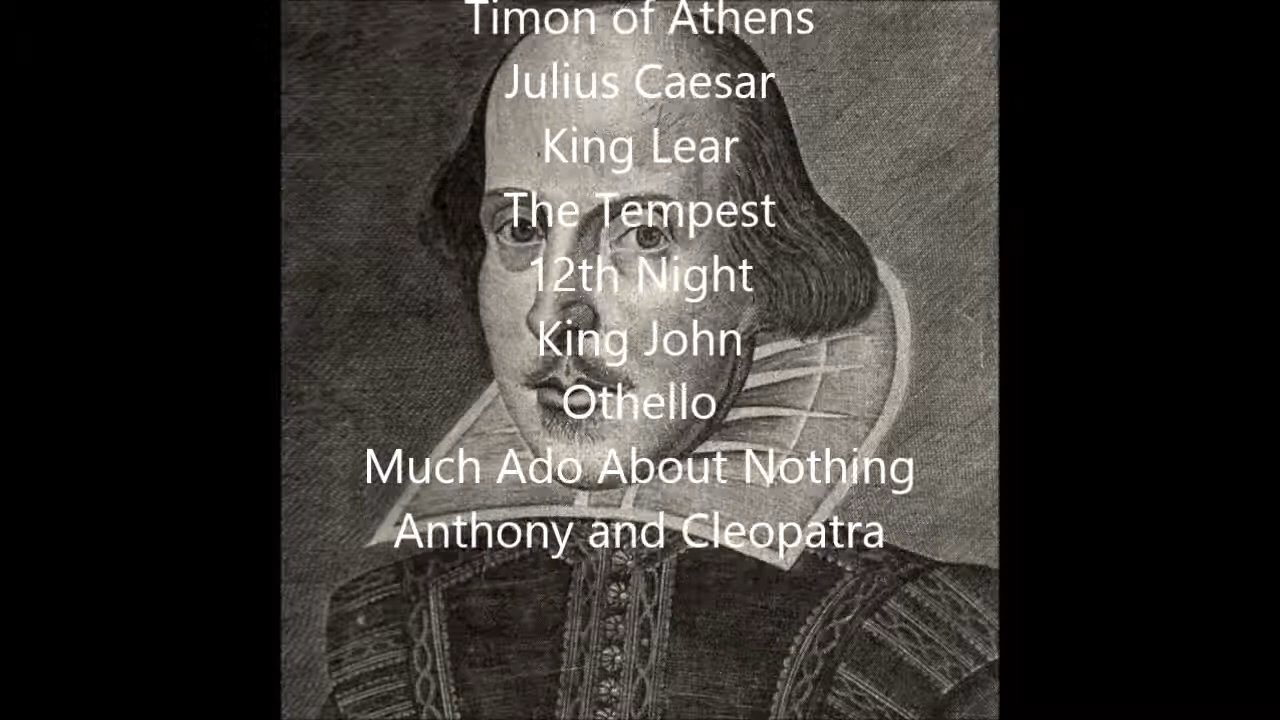 Timon of Athens
Julius Caesar
King Lear
The Tempest
12th Night
King John
Othello
Much Ado About Nothing
Anthony and Cleopatra